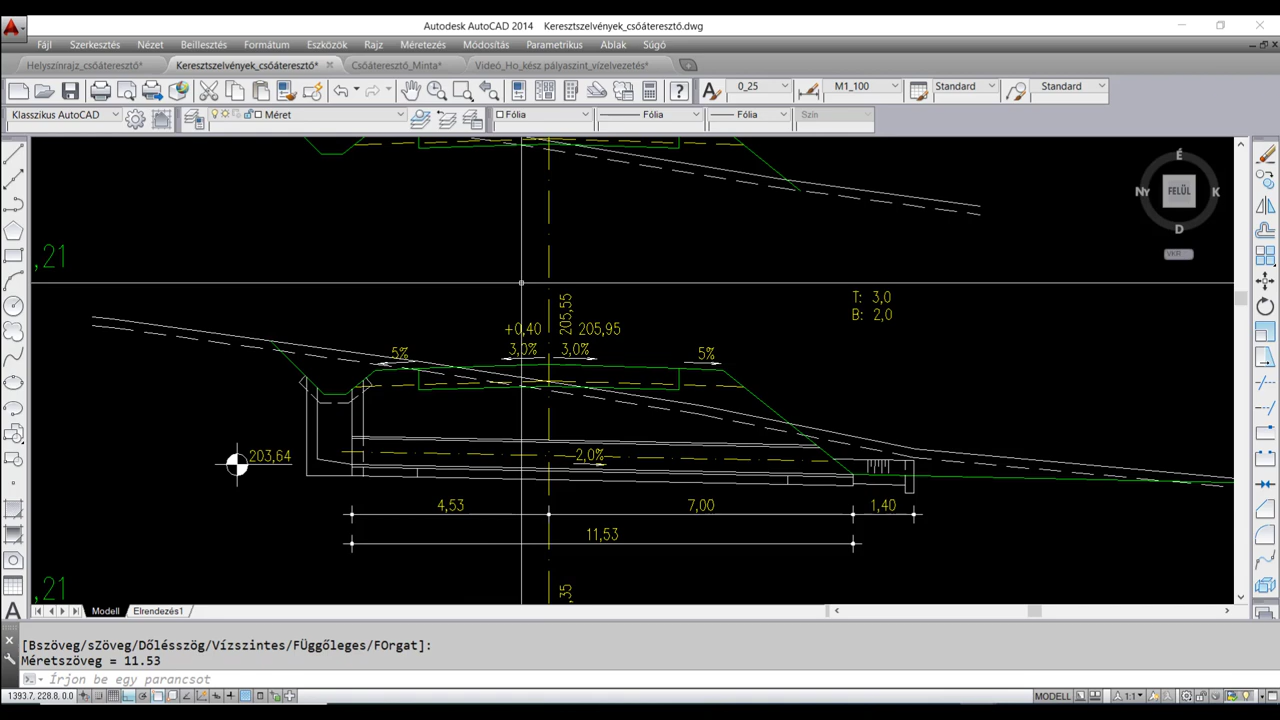 Autodesk AutoCAD 2014 Keresztszelvények_csőáteresztő.dwg
Fájl Szerkesztés Nézet Beillesztés Formátum Eszközök Rajz Méretezés Módosítás Parametrikus Ablak Súgó
Helyszínrajz_csőáteresztő* Keresztszelvények_csőáteresztő* Csőáteresztő_Minta* Videó_Ho_kész pályaszint_vízelvezetés*
0_25 M1_100 Standard Standard
Klasszikus AutoCAD Méret Fólia Fólia Fólia Szín
É
NY FELÜL K
D
VKR
,21
T: 3,0
B: 2,0
205,55
+0,40 205,95
5% 3,0% 3,0% 5%
203,64
2,0%
4,53 7,00 1,40
11,53
,21
,35
Modell Elrendezés1
[Bszöveg/sZöveg/Dőlésszög/Vízszintes/FÜggőleges/FOrgat]:
Méretszöveg = 11.53
Írjon be egy parancsot
1393.7, 228.8, 0.0 MODELL 1:1